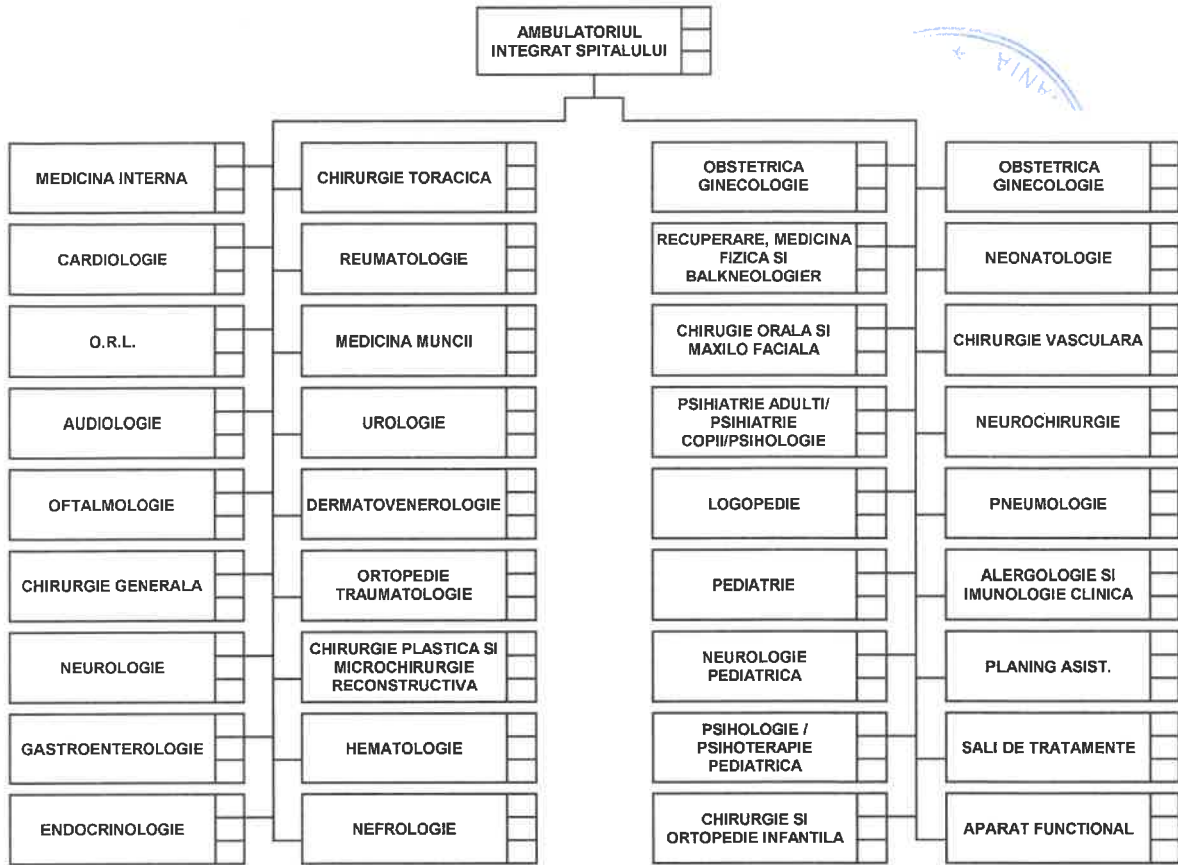 AMBULATORIUL
INTEGRAT SPITALULUI
MEDICINA INTERNA
CARDIOLOGIE
O.R.L.
AUDIOLOGIE
OFTALMOLOGIE
CHIRURGIE GENERALA
NEUROLOGIE
GASTROENTEROLOGIE
ENDOCRINOLOGIE
CHIRURGIE TORACICA
REUMATOLOGIE
MEDICINA MUNCII
UROLOGIE
DERMATOVENEROLOGIE
ORTOPEDIE
TRAUMATOLOGIE
CHIRURGIE PLASTICA SI
MICROCHIRURGIE
RECONSTRUCTIVA
HEMATOLOGIE
NEFROLOGIE
OBSTETRICA
GINECOLOGIE
RECUPERARE, MEDICINA
FIZICA SI
BALKNEOLOGIER
CHIRUGIE ORALA SI
MAXILO FACIALA
PSIHIATRIE ADULTI/
PSIHIATRIE
COPII/PSIHOLOGIE
LOGOPEDIE
PEDIATRIE
NEUROLOGIE
PEDIATRICA
PSIHOLOGIE /
PSIHOTERAPIE
PEDIATRICA
CHIRURGIE SI
ORTOPEDIE INFANTILA
OBSTETRICA
GINECOLOGIE
NEONATOLOGIE
CHIRURGIE VASCULARA
NEUROCHIRURGIE
PNEUMOLOGIE
ALERGOLOGIE SI
IMUNOLOGIE CLINICA
PLANING ASIST.
SALI DE TRATAMENTE
APARAT FUNCTIONAL